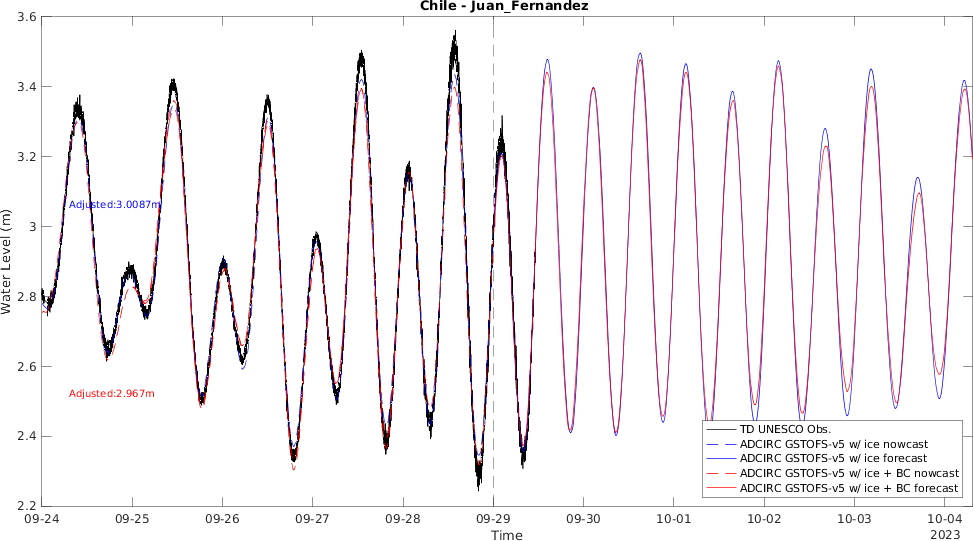 Chile - Juan_Fernandez
3.6
3.4
3.2
3
2.8
2.6
2.4
2.2
Water Level (m)
Adjusted:3.0087m
Adjusted:2.967m
TD UNESCO Obs.
ADCIRC GSTOFS-v5 w/ ice nowcast
ADCIRC GSTOFS-v5 w/ ice forecast
ADCIRC GSTOFS-v5 w/ ice + BC nowcast
ADCIRC GSTOFS-v5 w/ ice + BC forecast
09-24 09-25 09-26 09-27 09-28 09-29 09-30 10-01 10-02 10-03 10-04
Time
2023